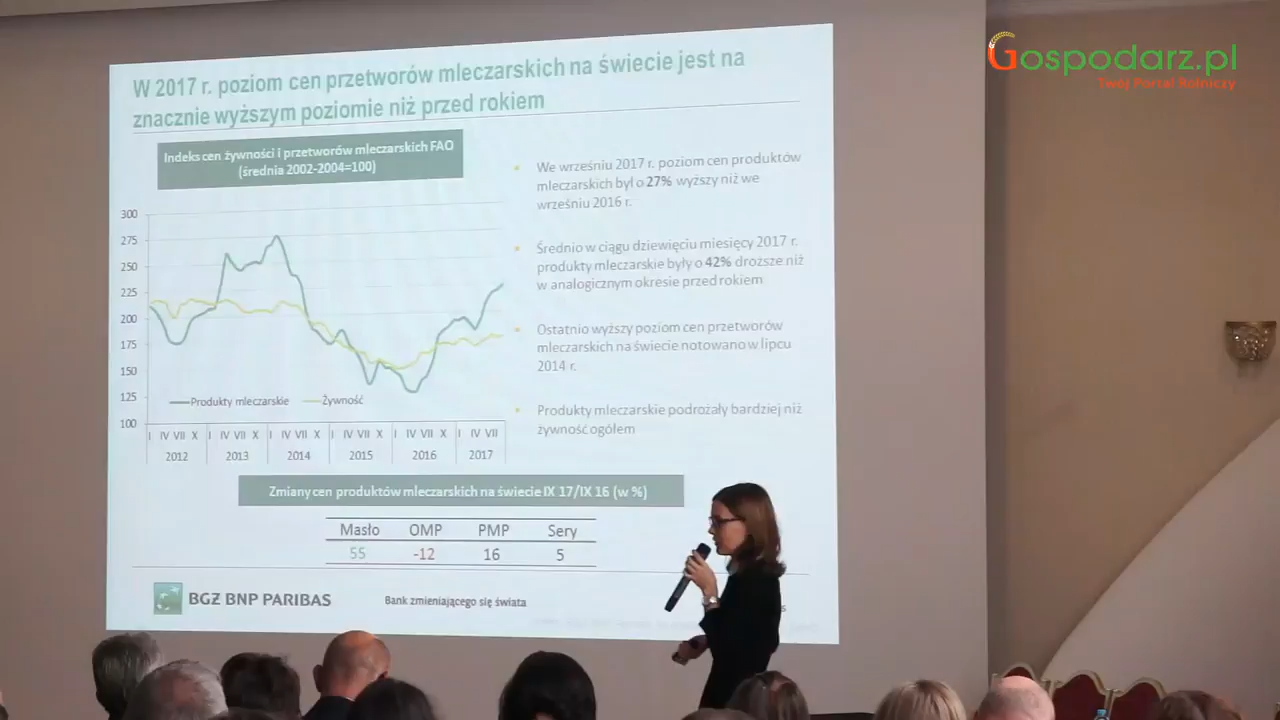 Gospodarz.pl
Twój Portal Rolniczy
W 2017 r. poziom cen przetworów mleczarskich na świecie jest na
znacznie wyższym poziomie niż przed rokiem
Indeks cen żywności i przetworów mleczarskich FAO
(średnia 2002-2004=100)
300
275
250
225
200
175
150
125
100
Produkty mleczarskie Żywność
I IV VII X I IV VII X I IV VII X I IV VII X I IV VII X I IV VII
2012 2013 2014 2015 2016 2017
We wrześniu 2017 r. poziom cen produktów
mleczarskich był o 27% wyższy niż we
wrześniu 2016 r.
Średnio w ciągu dziewięciu miesięcy 2017 r.
produkty mleczarskie były o 42% droższe niż
w analogicznym okresie przed rokiem
Ostatnio wyższy poziom cen przetworów
mleczarskich na świecie notowano w lipcu
2014 r.
Produkty mleczarskie podrożały bardziej niż
żywność ogółem
Zmiany cen produktów mleczarskich na świecie IX 17/IX 16 (w %)
Masło OMP PMP Sery
55 -12 16 5
BGŻ BNP PARIBAS
Bank zmieniającego się świata